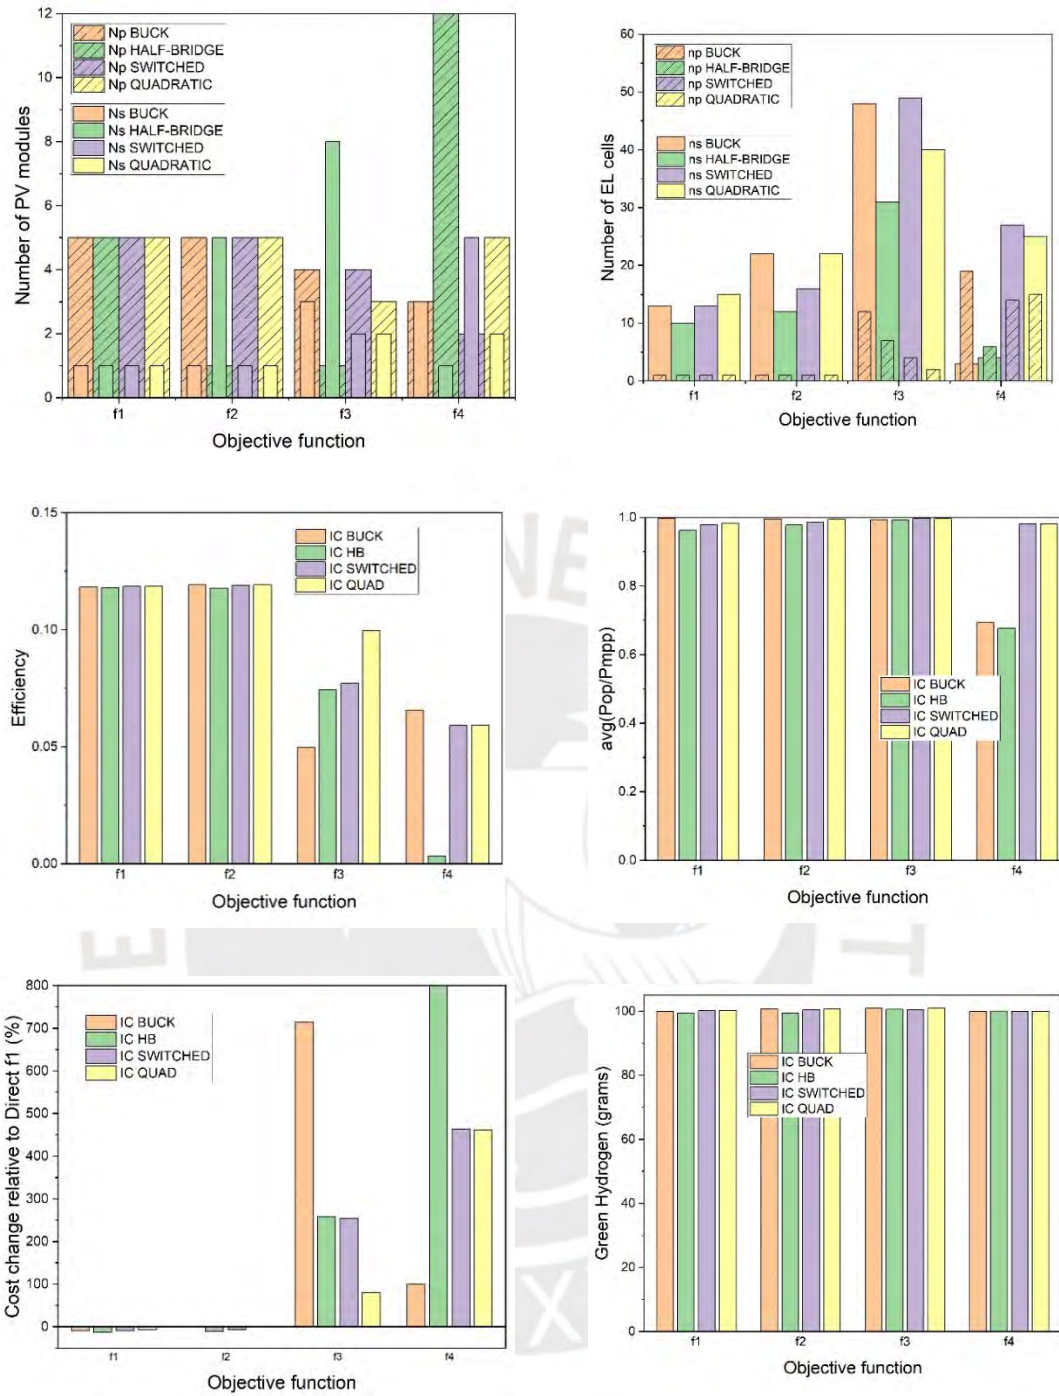 12
10
8
6
4
2
0
Number of PV modules
Np BUCK
Np HALF-BRIDGE
Np SWITCHED
Np QUADRATIC
Ns BUCK
Ns HALF-BRIDGE
Ns SWITCHED
Ns QUADRATIC
f1 f2 f3 f4
Objective function
60
50
40
30
20
10
0
Number of EL cells
np BUCK
np HALF-BRIDGE
np SWITCHED
np QUADRATIC
ns BUCK
ns HALF-BRIDGE
ns SWITCHED
ns QUADRATIC
f1 f2 f3 f4
Objective function
0.15
0.10
0.05
0.00
Efficiency
IC BUCK
IC HB
IC SWITCHED
IC QUAD
f1 f2 f3 f4
Objective function
1.0
0.8
0.6
0.4
0.2
0.0
avg(Pop/Pmpp)
IC BUCK
IC HB
IC SWITCHED
IC QUAD
f1 f2 f3 f4
Objective function
800
700
600
500
400
300
200
100
0
Cost change relative to Direct f1 (%)
IC BUCK
IC HB
IC SWITCHED
IC QUAD
f1 f2 f3 f4
Objective function
100
80
60
40
20
0
Green Hydrogen (grams)
IC BUCK
IC HB
IC SWITCHED
IC QUAD
f1 f2 f3 f4
Objective function